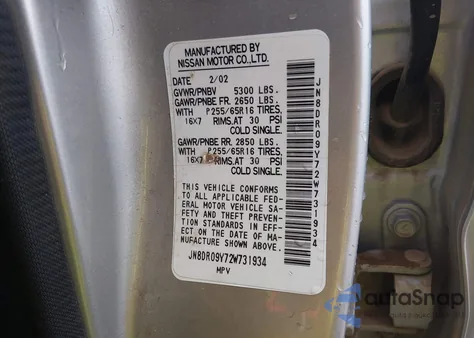 MANUFACTURED BY
NISSAN MOTOR CO.,LTD.
DATE 2/02
GVWR/PNBV 5300 LBS.
GAWR/PNBE FR. 2650 LBS.
WITH P255/65R16 TIRES.
16X7 RIMS.AT 30 PSI
COLD SINGLE.
GAWR/PNBE RR. 2850 LBS.
WITH P255/65R16 TIRES.
16X7 RIMS.AT 30 PSI
COLD SINGLE.
THIS VEHICLE CONFORMS
TO ALL APPLICABLE FED-
ERAL MOTOR VEHICLE SA-
FETY AND THEFT PREVEN-
TION STANDARDS IN EFF-
ECT ON THE DATE OF MA-
NUFACTURE SHOWN ABOVE.
JN8DR09Y72W731934
MPV
JN8DR09Y72W731934
autaSnap